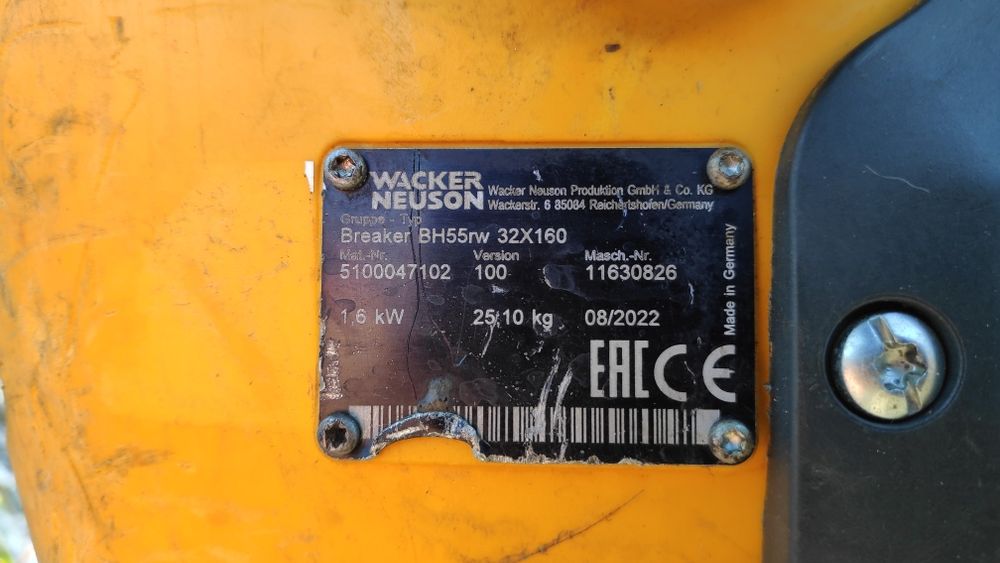 WACKER
NEUSON
Wacker Neuson Produktion GmbH & Co. KG
Wackerstr. 6 85084 Reichertshofen/Germany
Gruppe - Typ
Breaker BH55rw 32X160
Mat.-Nr. Version Masch.-Nr.
5100047102 100 11630826
1,6 kW 25,10 kg 08/2022
Made in Germany
EAC CE